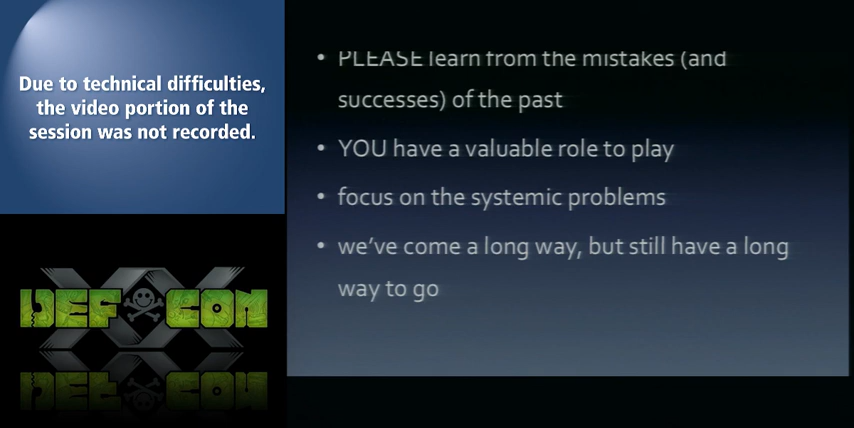 Due to technical difficulties,
the video portion of the
session was not recorded.
DEF CON
XX
• PLEASE learn from the mistakes (and
successes) of the past
• YOU have a valuable role to play
• focus on the systemic problems
• we've come a long way, but still have a long
way to go